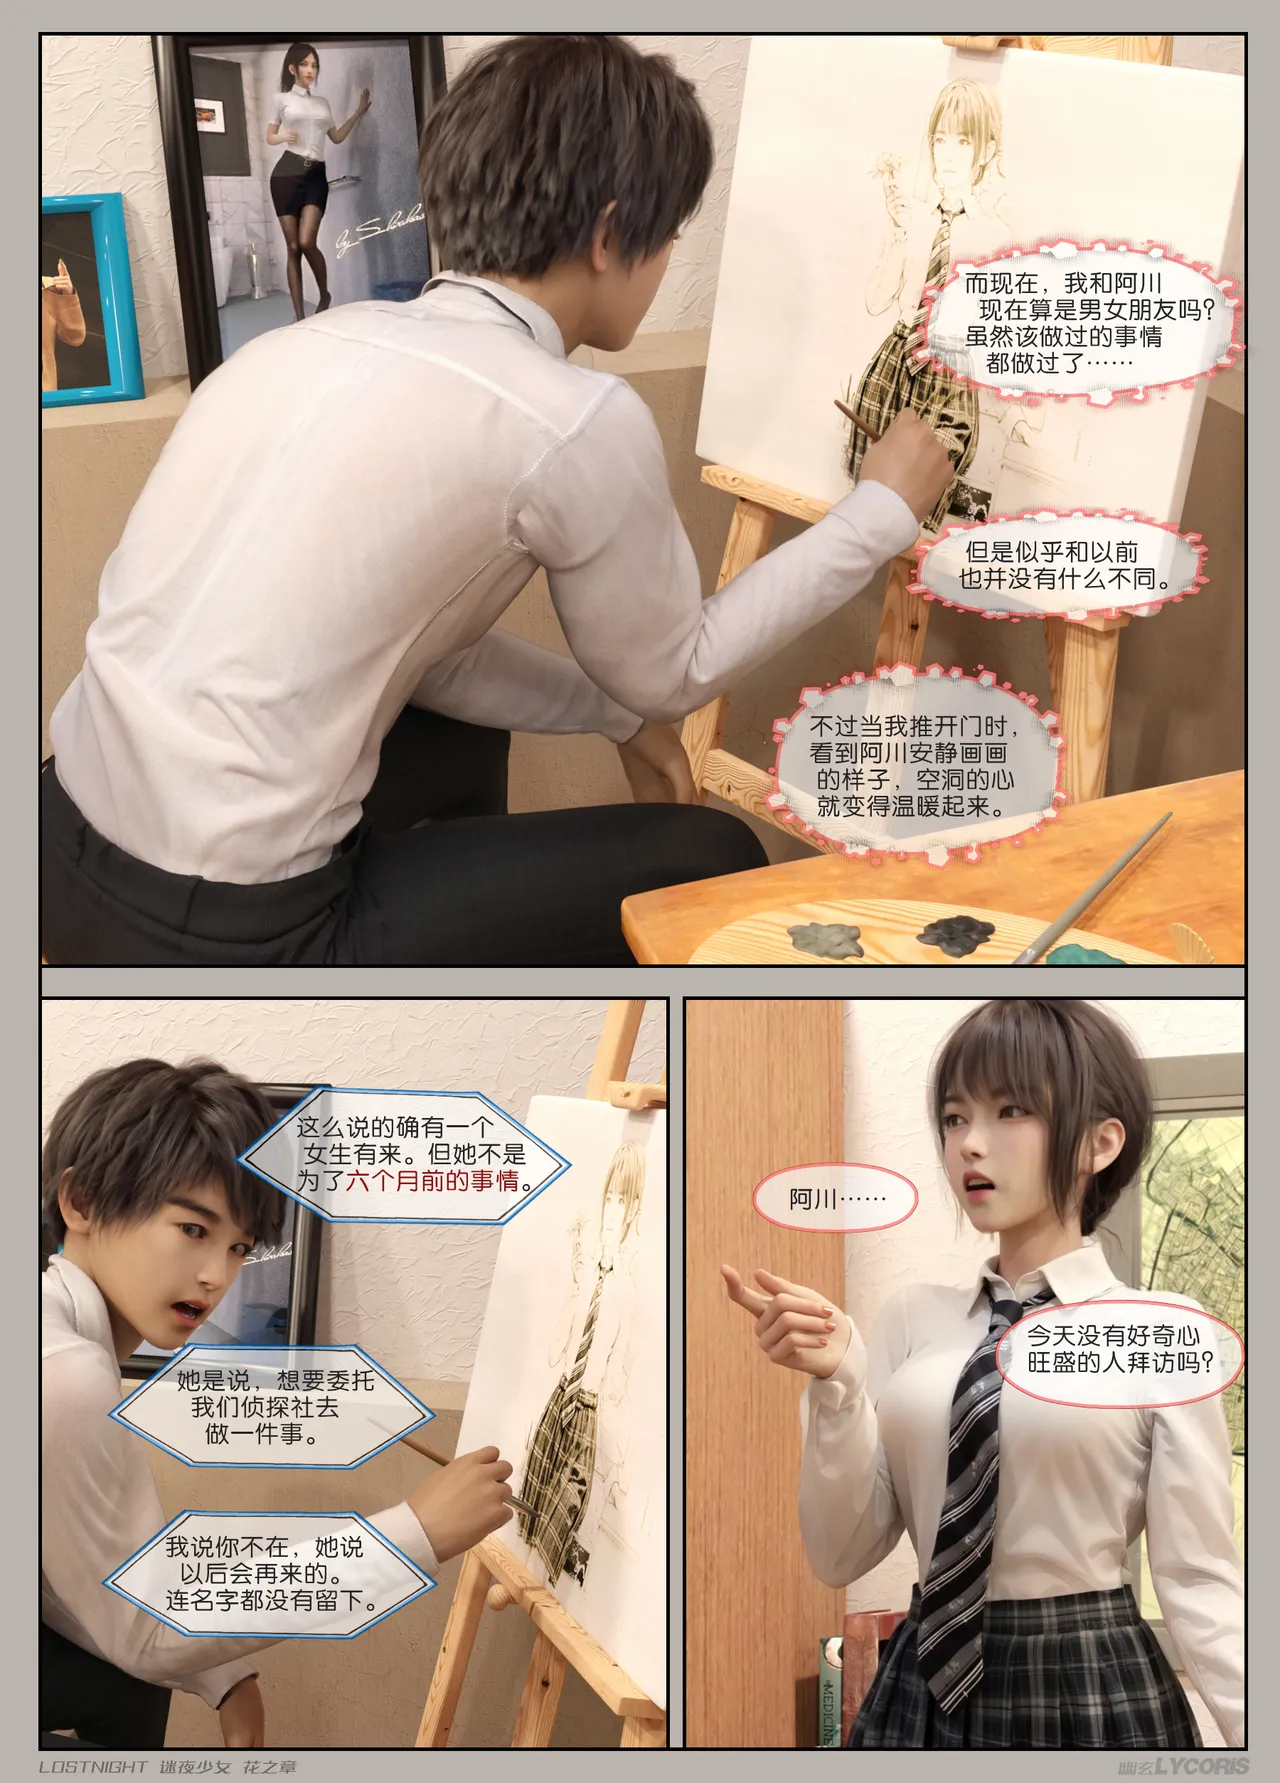 by Shirakaw
而现在，我和阿川
现在算是男女朋友吗？
虽然该做过的事情
都做过了……
但是似乎和以前
也并没有什么不同。
不过当我推开门时，
看到阿川安静画画
的样子，空洞的心
就变得温暖起来。
阿川……
今天没有好奇心
旺盛的人拜访吗？
这么说的确有一个
女生有来。但她不是
为了六个月前的事情。
她是说，想要委托
我们侦探社去
做一件事。
我说你不在，她说
以后会再来的。
连名字都没有留下。
MEDICINE
LOSTNIGHT 迷夜少女 花之章
幽玄LYCORIS